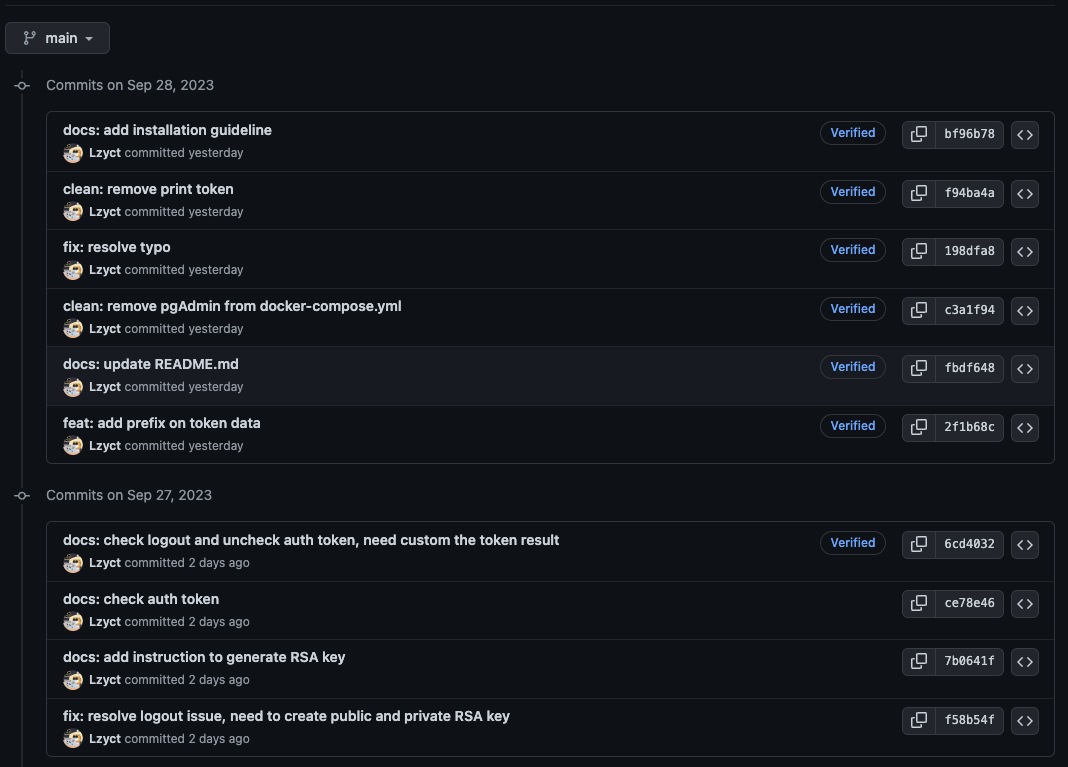 main
Commits on Sep 28, 2023
docs: add installation guideline
Verified
bf96b78
Lzyct committed yesterday
clean: remove print token
Verified
f94ba4a
Lzyct committed yesterday
fix: resolve typo
Verified
198dfa8
Lzyct committed yesterday
clean: remove pgAdmin from docker-compose.yml
Verified
c3a1f94
Lzyct committed yesterday
docs: update README.md
Verified
fbdf648
Lzyct committed yesterday
feat: add prefix on token data
Verified
2f1b68c
Lzyct committed yesterday
Commits on Sep 27, 2023
docs: check logout and uncheck auth token, need custom the token result
Verified
6cd4032
Lzyct committed 2 days ago
docs: check auth token
ce78e46
Lzyct committed 2 days ago
docs: add instruction to generate RSA key
7b0641f
Lzyct committed 2 days ago
fix: resolve logout issue, need to create public and private RSA key
f58b54f
Lzyct committed 2 days ago